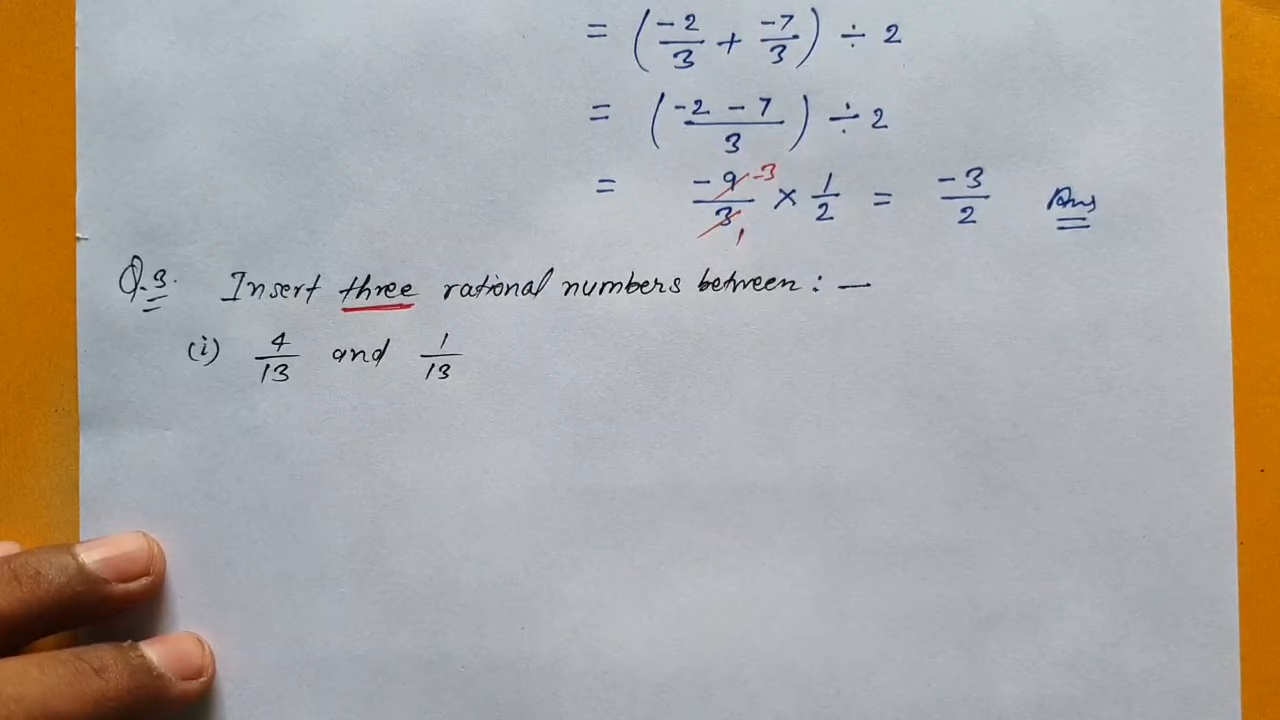 = (-2/3 + -7/3) ÷ 2
= (-2 - 7/3) ÷ 2
= -9/3 -3 1 × 1/2 = -3/2 Ans
Q.3. Insert three rational numbers between : —
(i) 4/13 and 1/13